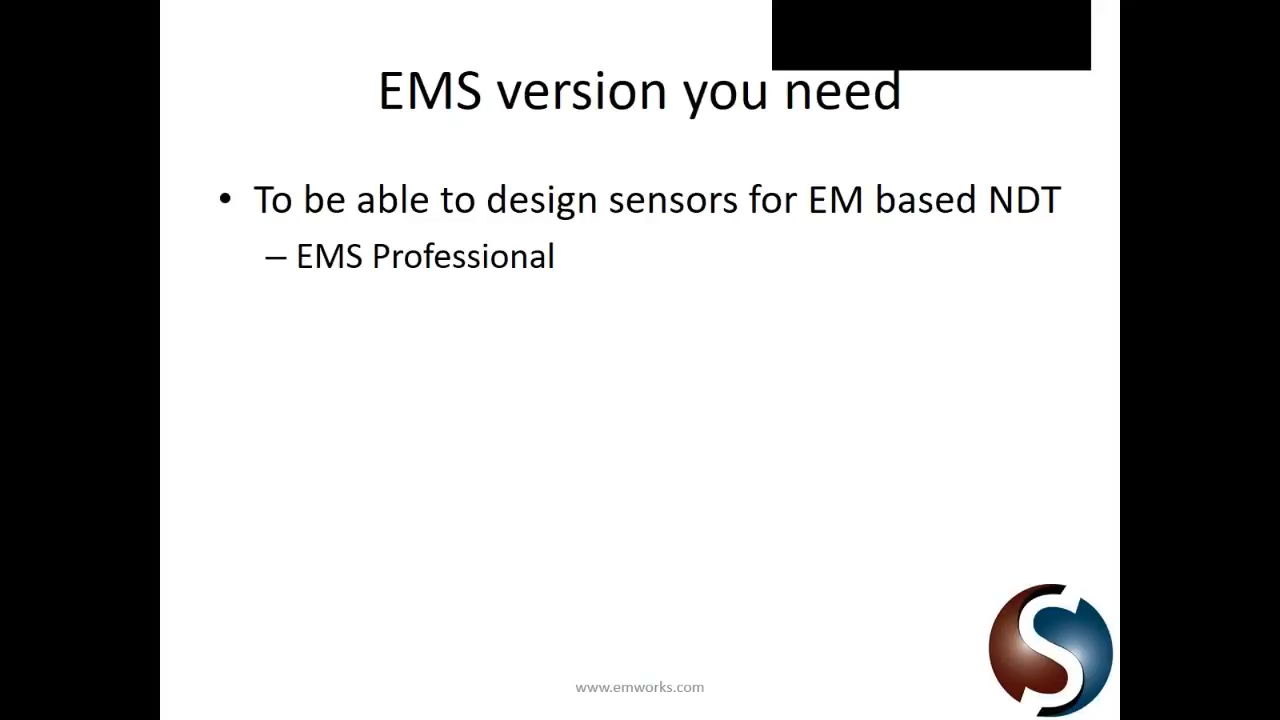 EMS version you need
• To be able to design sensors for EM based NDT
– EMS Professional
www.emworks.com